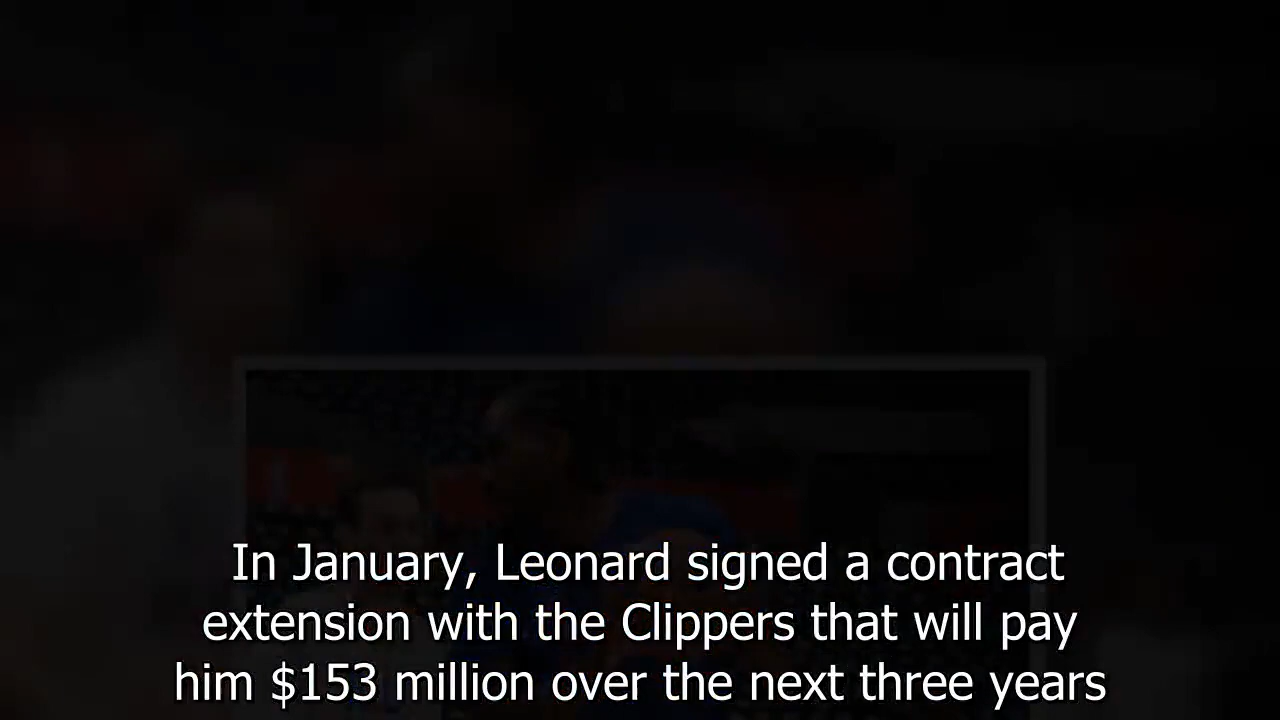 In January, Leonard signed a contract
extension with the Clippers that will pay
him $153 million over the next three years